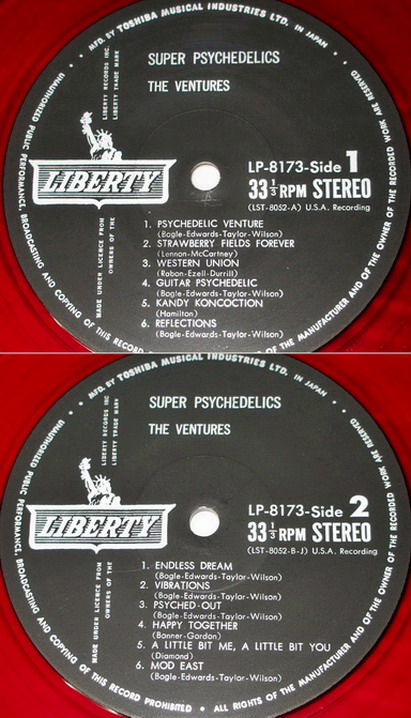 MFD. BY TOSHIBA MUSICAL INDUSTRIES LTD. IN JAPAN
UNAUTHORIZED PUBLIC PERFORMANCE, BROADCASTING AND COPYING OF THIS RECORD
OF THE MANUFACTURER AND OF THE OWNER OF THE RECORDED WORK ARE RESERVED
LIBERTY RECORDS INC.
LIBERTY TRADE MARK
SUPER PSYCHEDELICS
THE VENTURES
LIBERTY
MADE UNDER LICENCE FROM
OWNERS OF THE
LP-8173-Side 1
33 1/3 RPM STEREO
(LST-8052-A) U.S.A. Recording
1. PSYCHEDELIC VENTURE
(Bogle-Edwards-Taylor-Wilson)
2. STRAWBERRY FIELDS FOREVER
(Lennon-McCartney)
3. WESTERN UNION
(Rabon-Ezell-Durrill)
4. GUITAR PSYCHEDELIC
(Bogle-Edwards-Taylor-Wilson)
5. KANDY KONCOCTION
(Hamilton)
6. REFLECTIONS
(Bogle-Edwards-Taylor-Wilson)
MFD. BY TOSHIBA MUSICAL INDUSTRIES LTD. IN JAPAN
UNAUTHORIZED PUBLIC PERFORMANCE, BROADCASTING AND COPYING OF THIS RECORD PROHIBITED • ALL RIGHTS OF THE MANUFACTURER AND OF THE OWNER OF THE RECORDED WORK ARE RESERVED
LIBERTY RECORDS INC
LIBERTY TRADE MARK
SUPER PSYCHEDELICS
THE VENTURES
LIBERTY
MADE UNDER LICENCE FROM
OWNERS OF THE
LP-8173-Side 2
33 1/3 RPM STEREO
(LST-8052-B-J) U.S.A. Recording
1. ENDLESS DREAM
(Bogle-Edwards-Taylor-Wilson)
2. VIBRATIONS
(Bogle-Edwards-Taylor-Wilson)
3. PSYCHED-OUT
(Bogle-Edwards-Taylor-Wilson)
4. HAPPY TOGETHER
(Bonner-Gordon)
5. A LITTLE BIT ME, A LITTLE BIT YOU
(Diamond)
6. MOD EAST
(Bogle-Edwards-Taylor-Wilson)